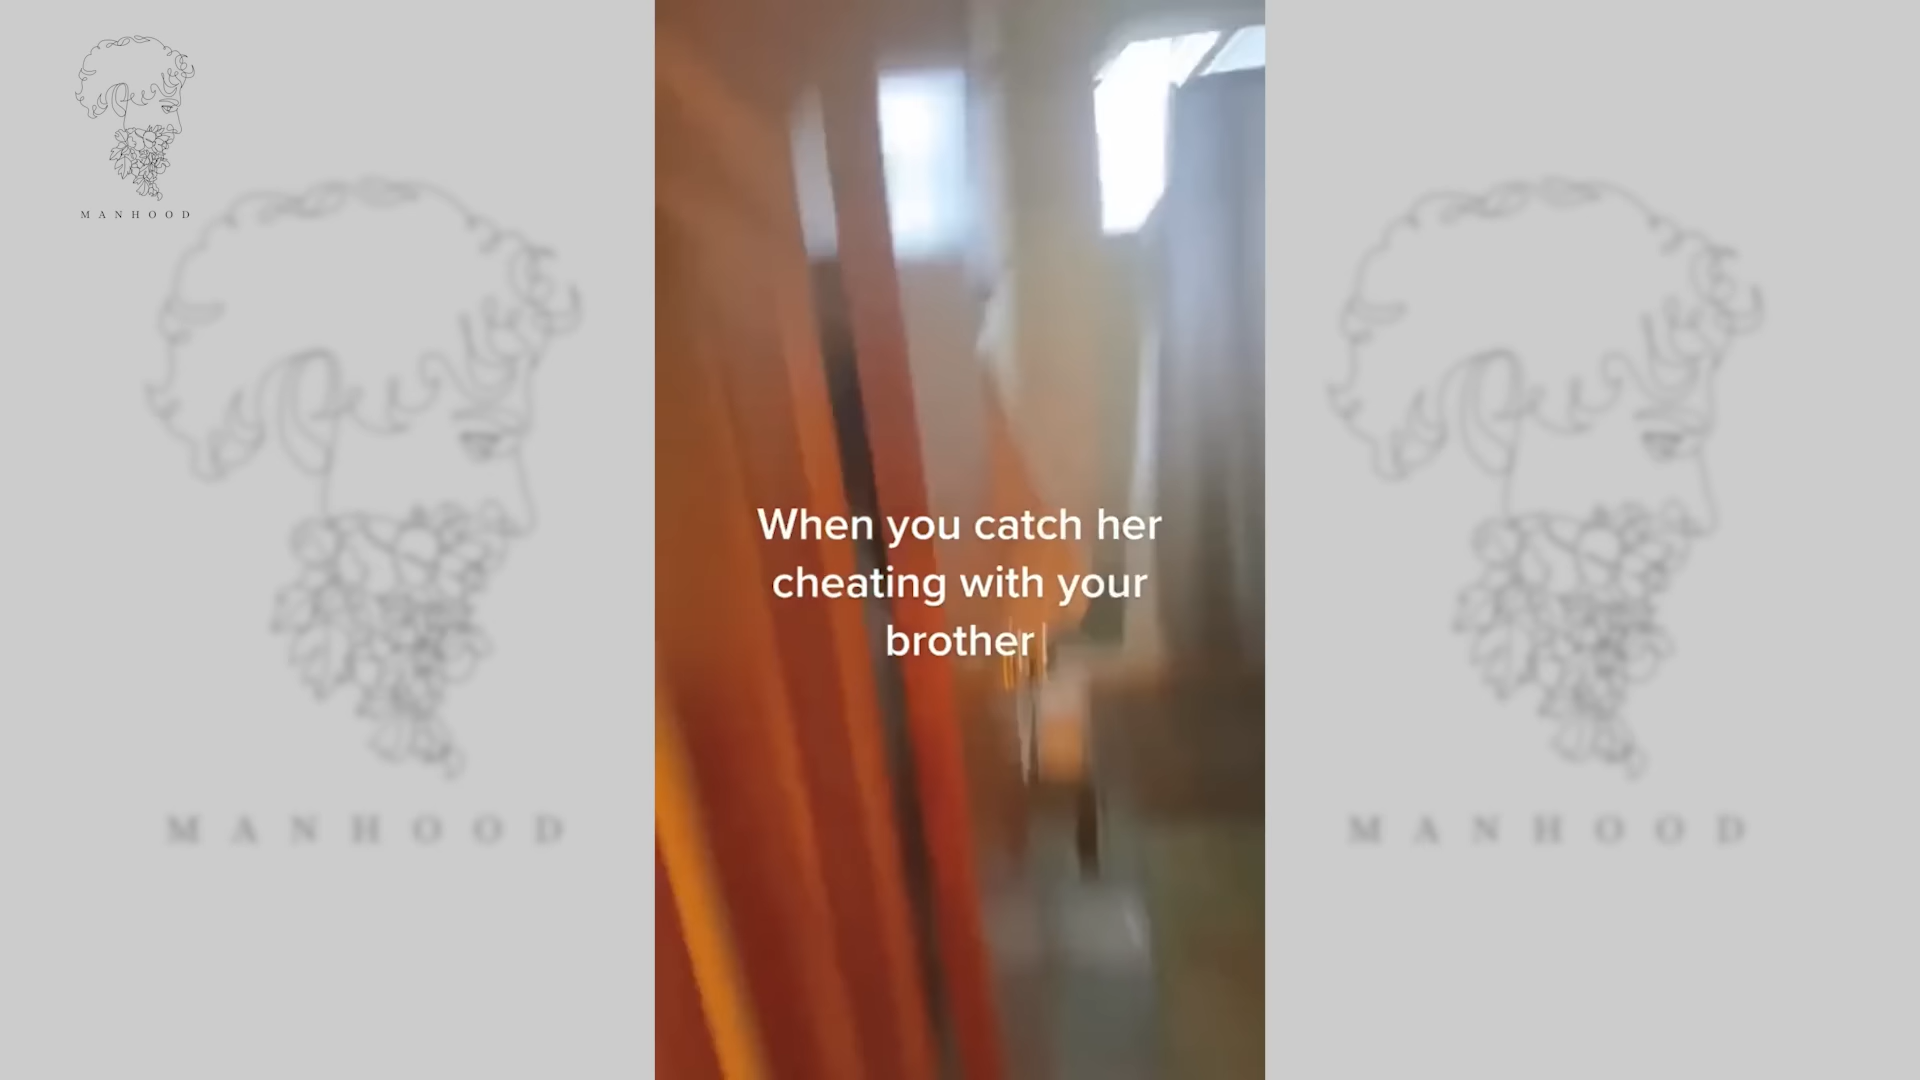 MANHOOD
When you catch her
cheating with your
brother
MANHOOD
MANHOOD